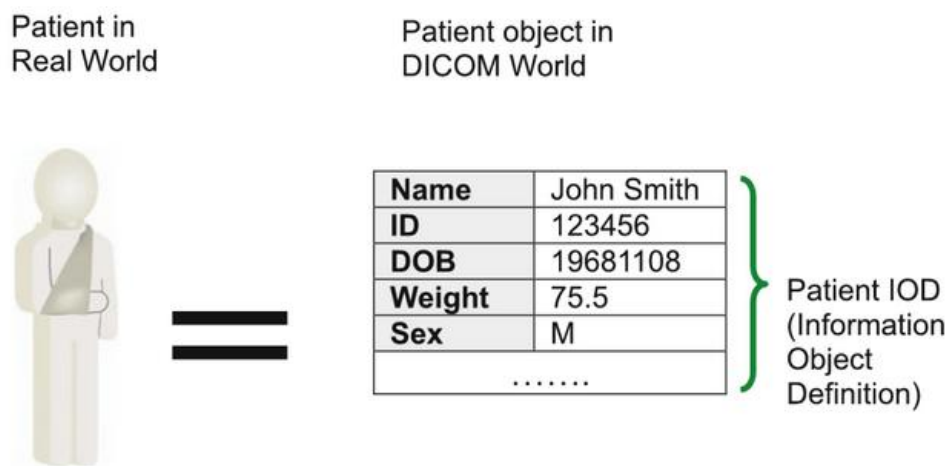 Patient in
Real World
Patient object in
DICOM World
Name John Smith
ID 123456
DOB 19681108
Weight 75.5
Sex M
.......
Patient IOD
(Information
Object
Definition)